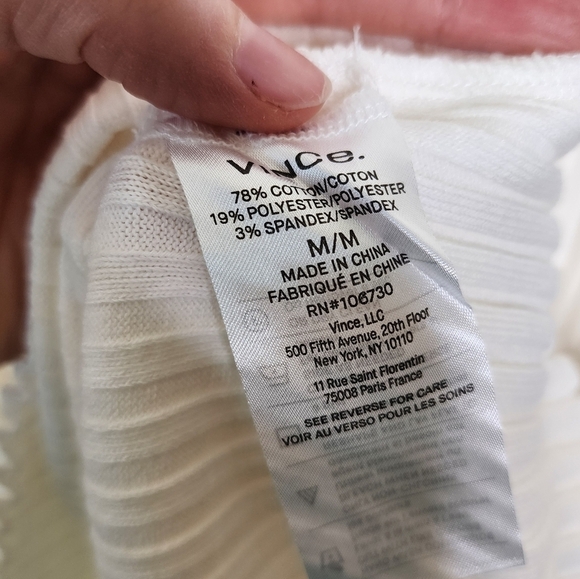 VINCE.
78% COTTON/COTON
19% POLYESTER/POLYESTER
3% SPANDEX/SPANDEX
M/M
MADE IN CHINA
FABRIQUÉ EN CHINE
RN#106730
Vince, LLC
500 Fifth Avenue, 20th Floor
New York, NY 10110
11 Rue Saint Florentin
75008 Paris France
SEE REVERSE FOR CARE
VOIR AU VERSO POUR LES SOINS